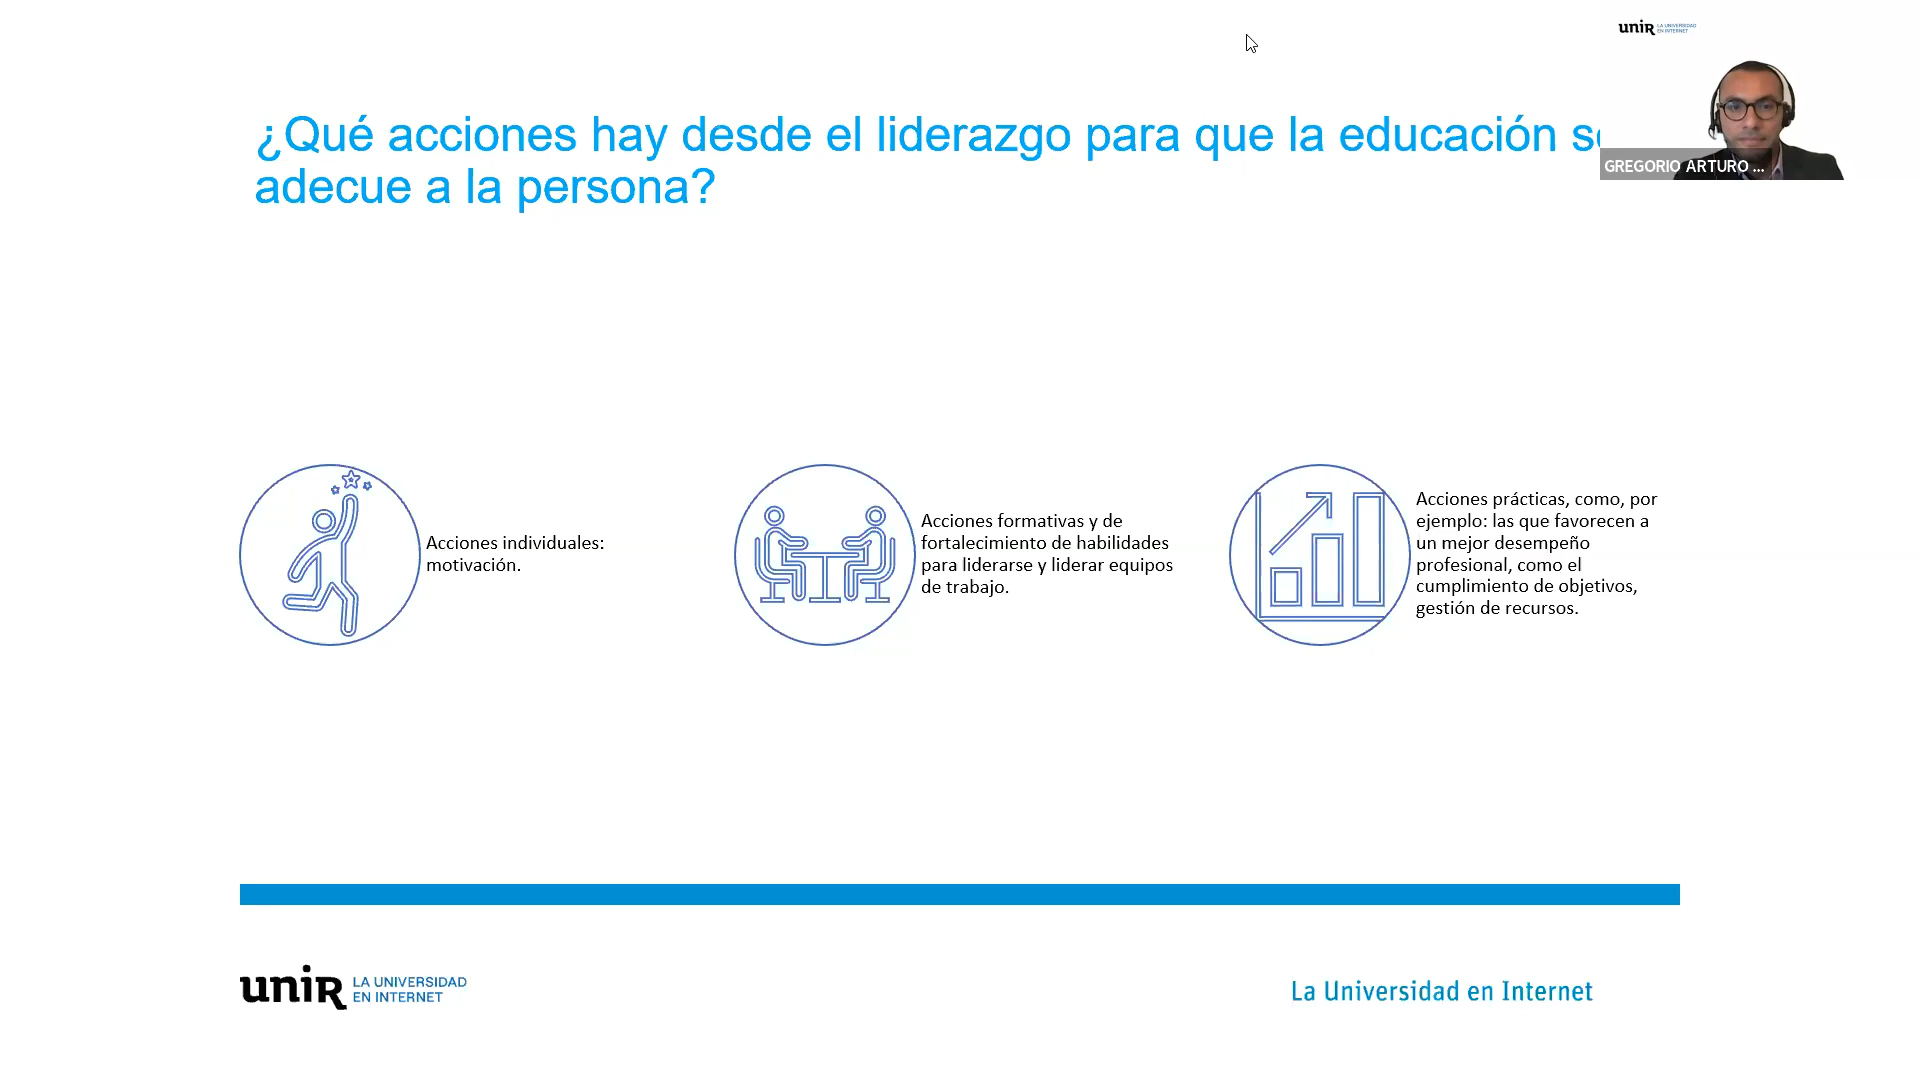 unir LA UNIVERSIDAD
EN INTERNET
¿Qué acciones hay desde el liderazgo para que la educación
adecue a la persona?
GREGORIO ARTURO ...
Acciones individuales:
motivación.
Acciones formativas y de
fortalecimiento de habilidades
para liderarse y liderar equipos
de trabajo.
Acciones prácticas, como, por
ejemplo: las que favorecen a
un mejor desempeño
profesional, como el
cumplimiento de objetivos,
gestión de recursos.
unir LA UNIVERSIDAD
EN INTERNET
La Universidad en Internet